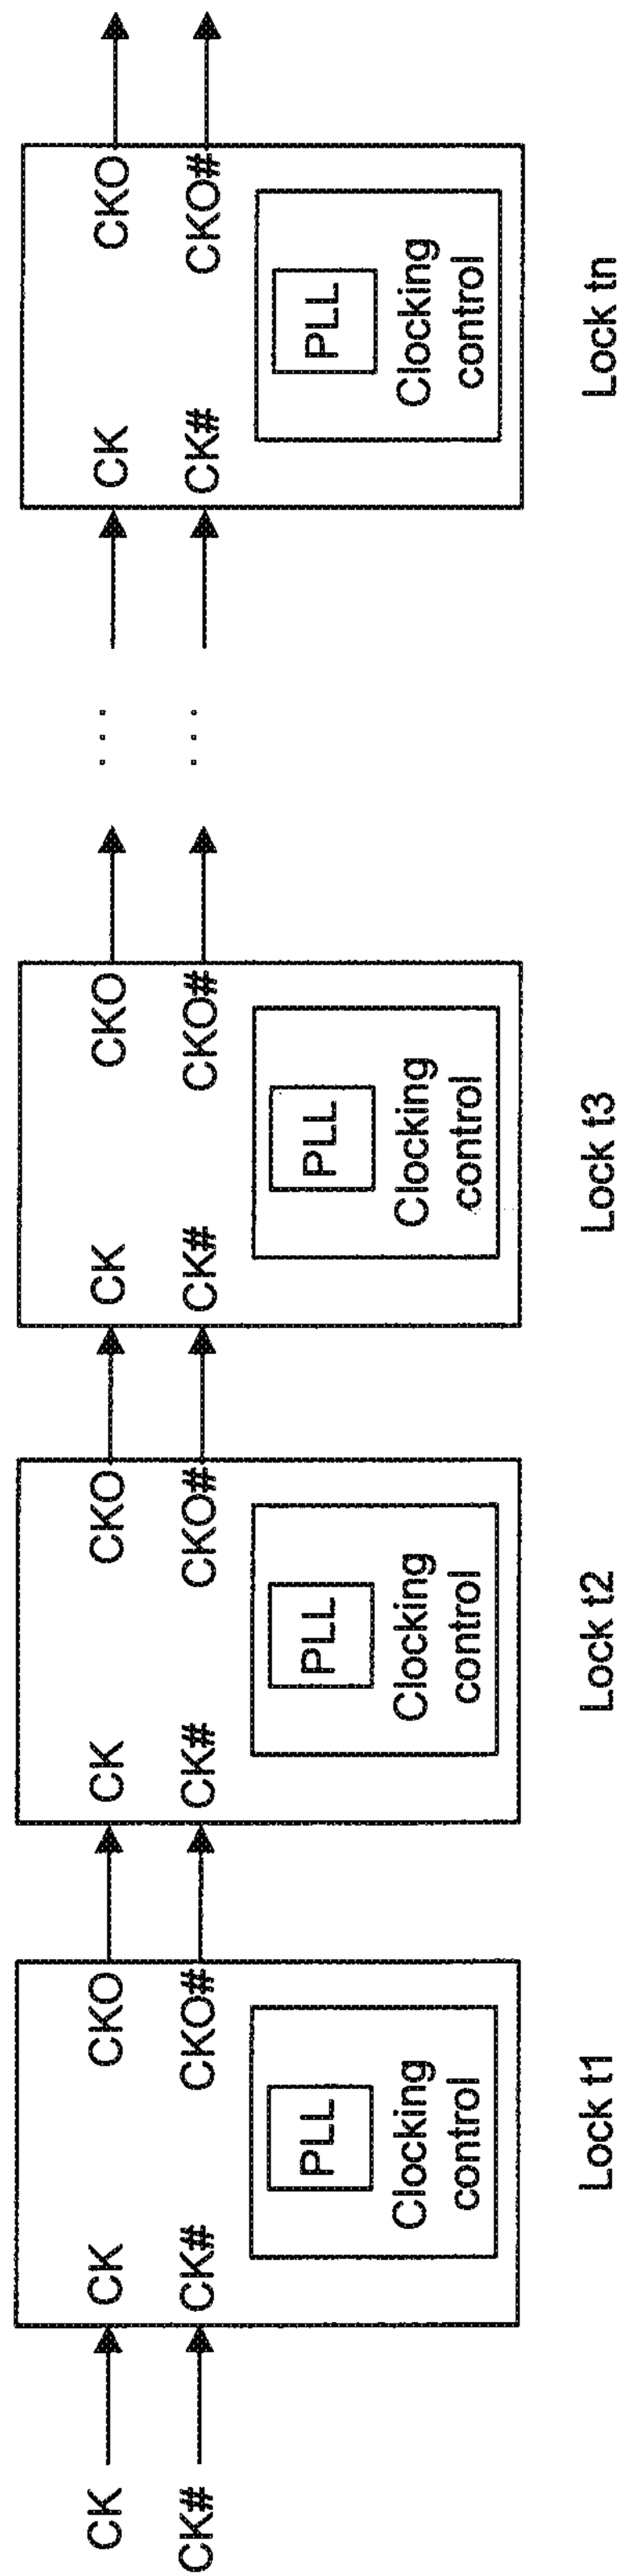 CK
CK#
CK
CKO
CK#
CKO#
PLL
Clocking
control
Lock t1
CK
CKO
CK#
CKO#
PLL
Clocking
control
Lock t2
CK
CKO
CK#
CKO#
PLL
Clocking
control
Lock t3
. . .
. . .
CK
CKO
CK#
CKO#
PLL
Clocking
control
Lock tn